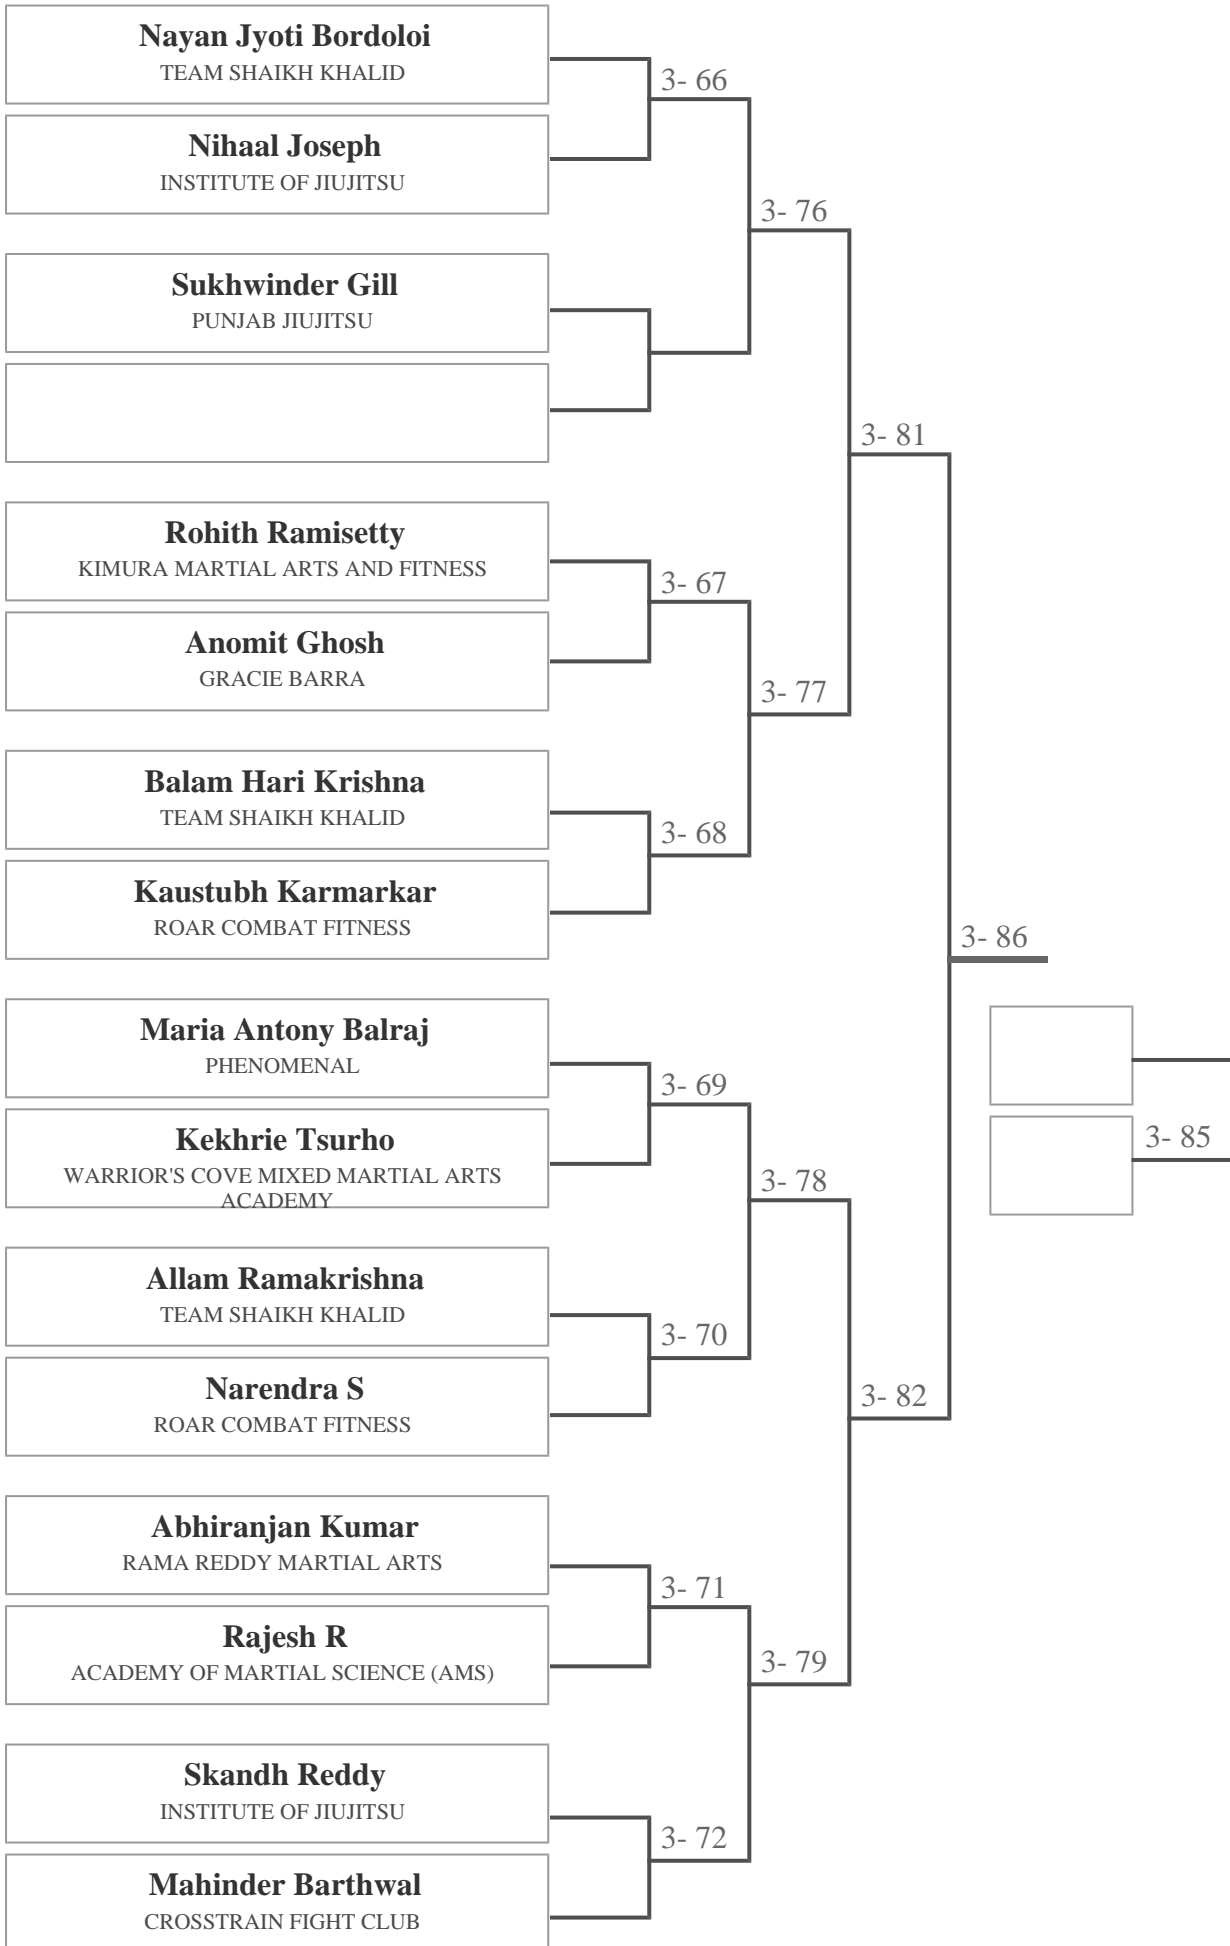 Nayan Jyoti Bordoloi
TEAM SHAIKH KHALID
3- 66
Nihaal Joseph
INSTITUTE OF JIUJITSU
3- 76
Sukhwinder Gill
PUNJAB JIUJITSU
3- 81
Rohith Ramisetty
KIMURA MARTIAL ARTS AND FITNESS
3- 67
Anomit Ghosh
GRACIE BARRA
3- 77
Balam Hari Krishna
TEAM SHAIKH KHALID
3- 68
Kaustubh Karmarkar
ROAR COMBAT FITNESS
3- 86
Maria Antony Balraj
PHENOMENAL
3- 69
Kekhrie Tsurho
WARRIOR'S COVE MIXED MARTIAL ARTS
ACADEMY
3- 85
3- 78
Allam Ramakrishna
TEAM SHAIKH KHALID
3- 70
Narendra S
ROAR COMBAT FITNESS
3- 82
Abhiranjan Kumar
RAMA REDDY MARTIAL ARTS
3- 71
Rajesh R
ACADEMY OF MARTIAL SCIENCE (AMS)
3- 79
Skandh Reddy
INSTITUTE OF JIUJITSU
3- 72
Mahinder Barthwal
CROSSTRAIN FIGHT CLUB